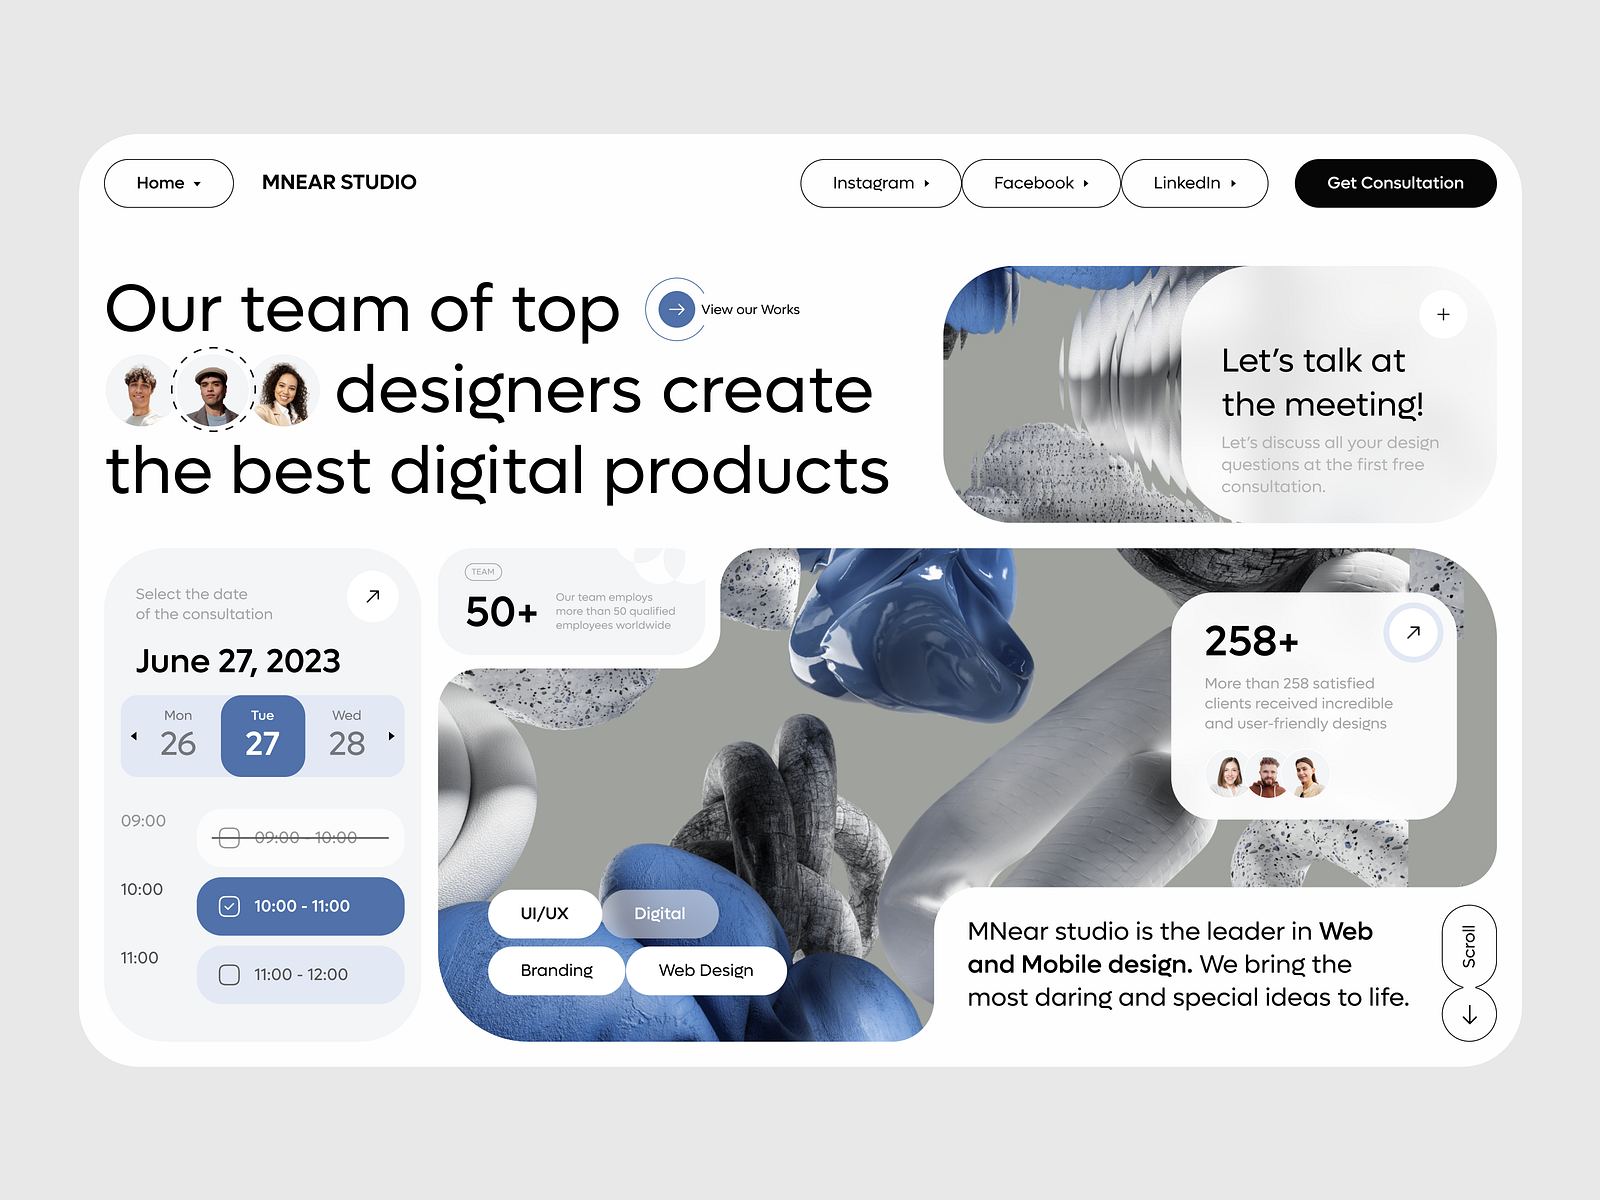 Home
MNEAR STUDIO
Instagram
Facebook
LinkedIn
Get Consultation
Our team of top
View our Works
designers create
the best digital products
Let's talk at
the meeting!
Let's discuss all your design
questions at the first free
consultation.
Select the date
of the consultation
June 27, 2023
Mon
26
Tue
27
Wed
28
09:00
09:00 - 10:00
10:00
10:00 - 11:00
11:00
11:00 - 12:00
TEAM
50+
Our team employs
more than 50 qualified
employees worldwide
258+
More than 258 satisfied
clients received incredible
and user-friendly designs
UI/UX
Digital
Branding
Web Design
MNear studio is the leader in Web
and Mobile design. We bring the
most daring and special ideas to life.
Scroll